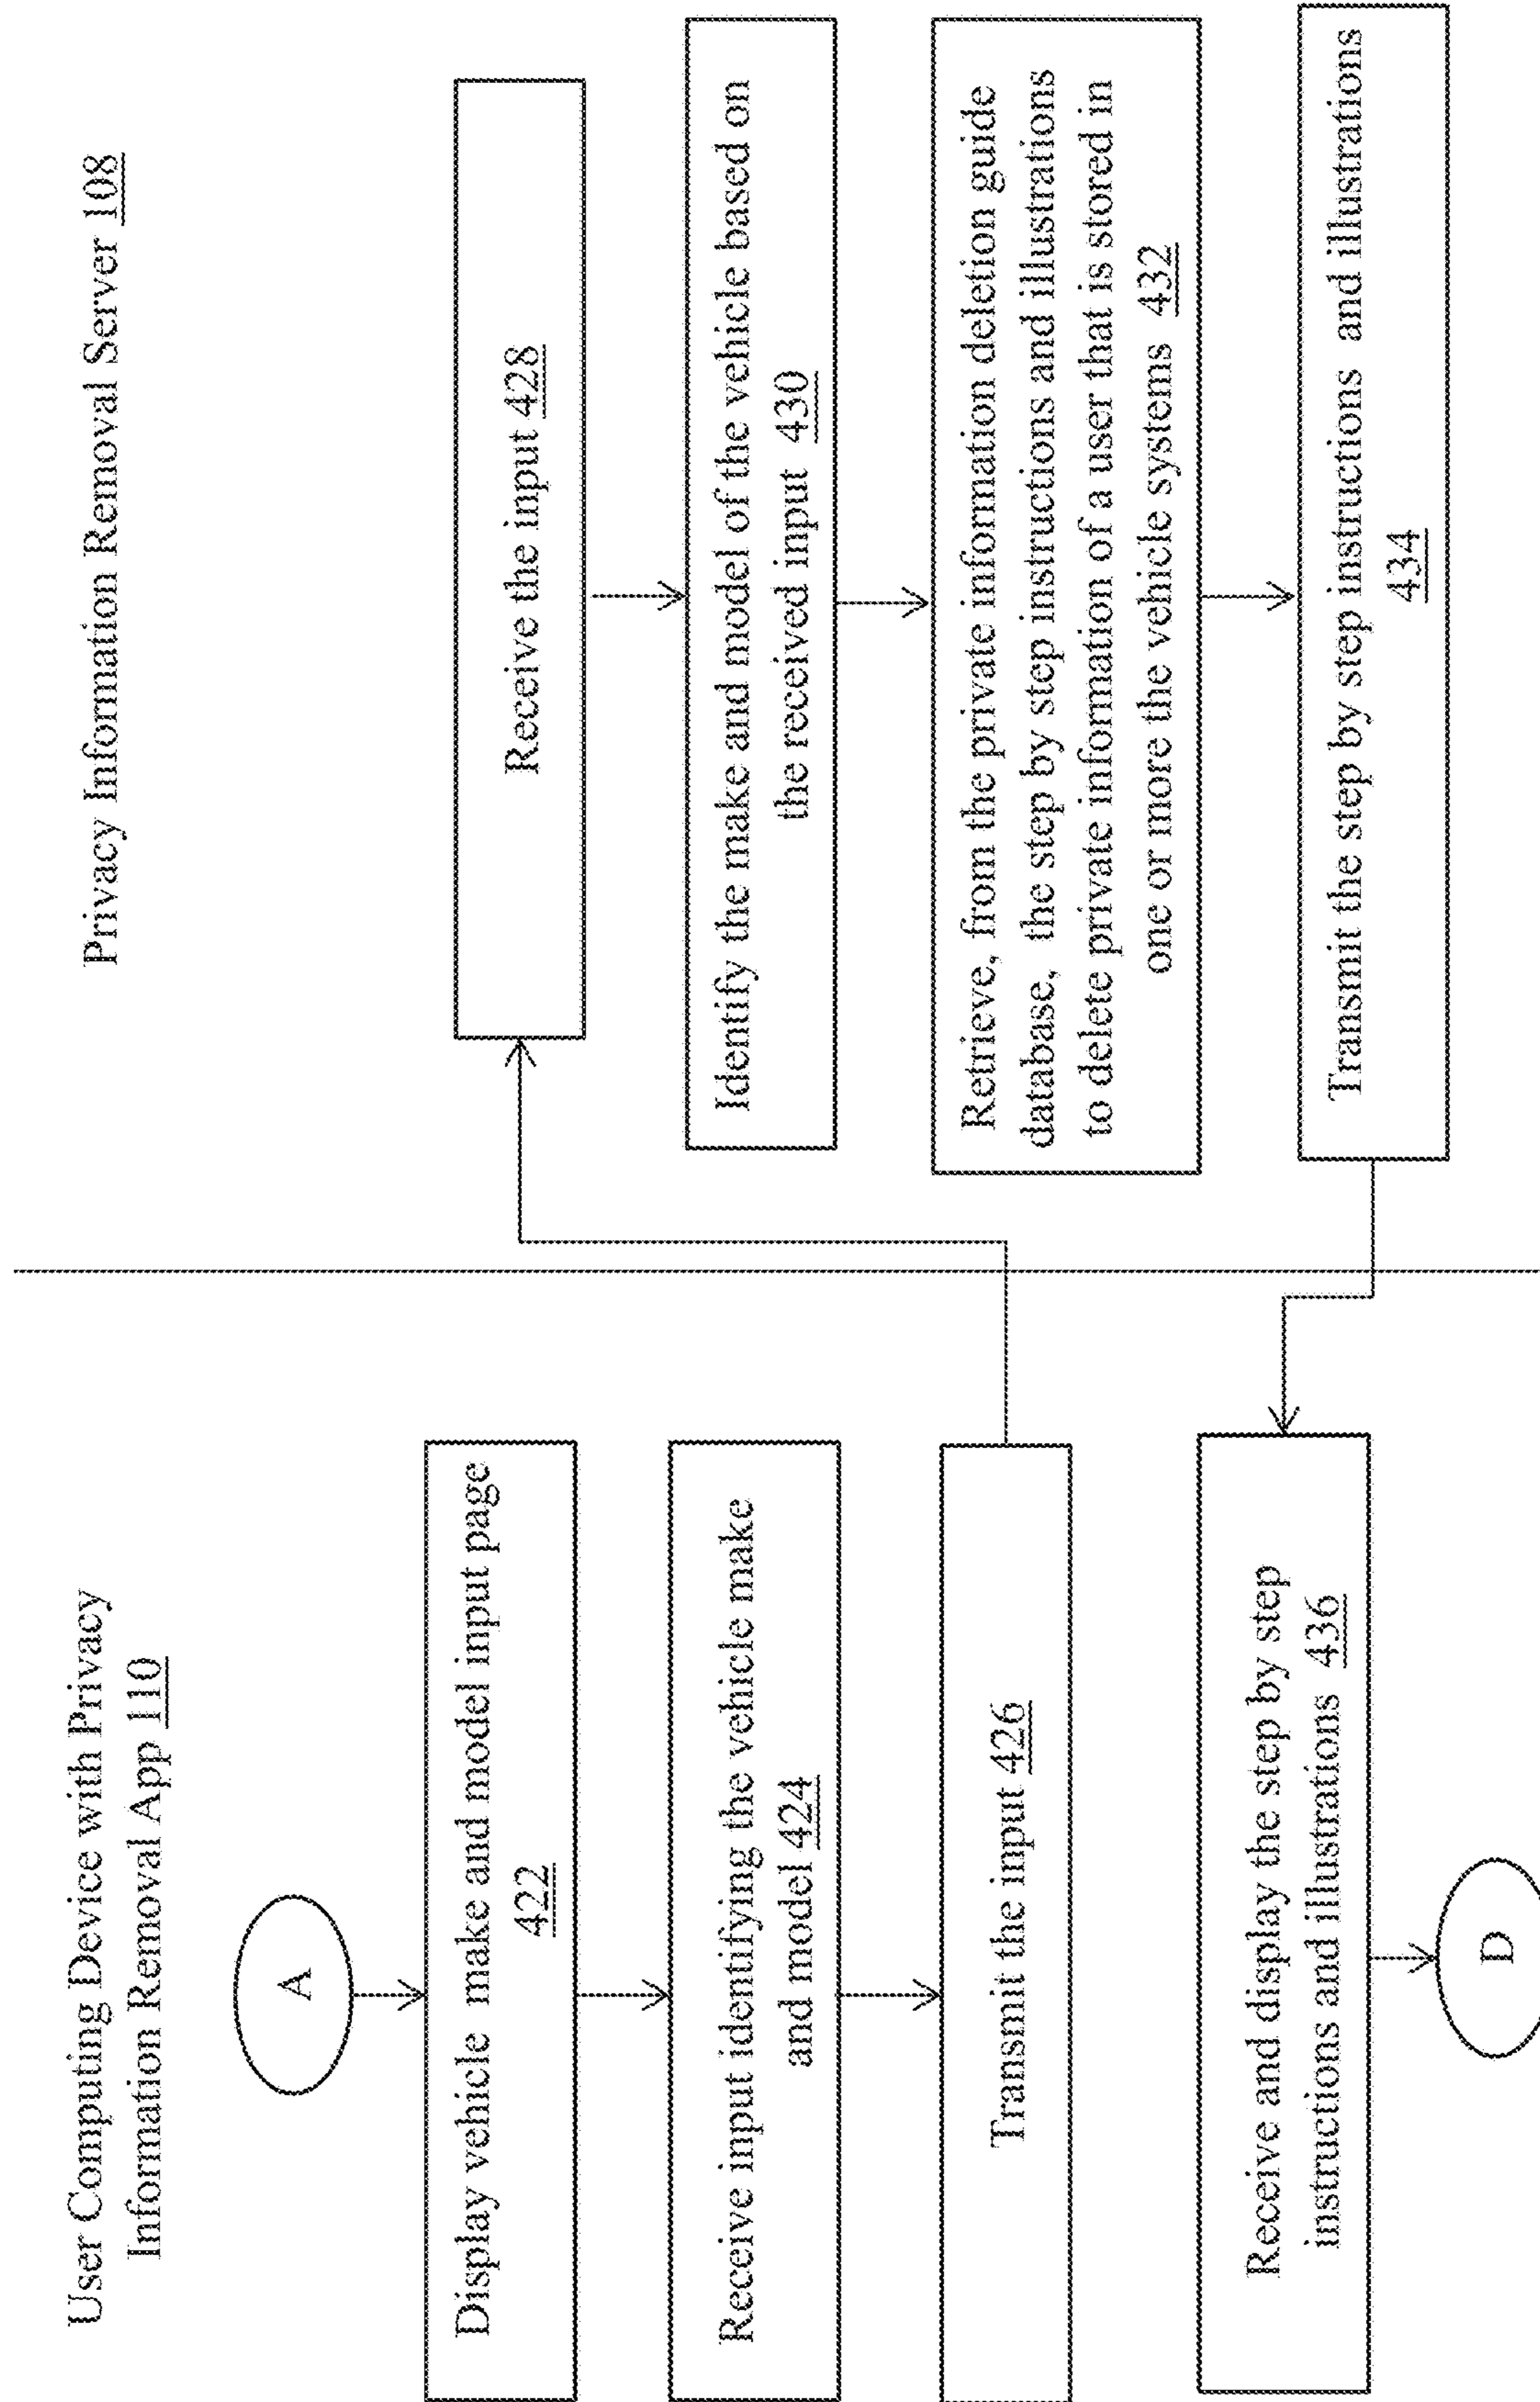 User Computing Device with Privacy
Information Removal App 110
A
Display vehicle make and model input page
422
Receive input identifying the vehicle make
and model 424
Transmit the input 426
Receive and display the step by step
instructions and illustrations 436
D
Privacy Information Removal Server 108
Receive the input 428
Identify the make and model of the vehicle based on
the received input 430
Retrieve, from the private information deletion guide
database, the step by step instructions and illustrations
to delete private information of a user that is stored in
one or more the vehicle systems 432
Transmit the step by step instructions and illustrations
434